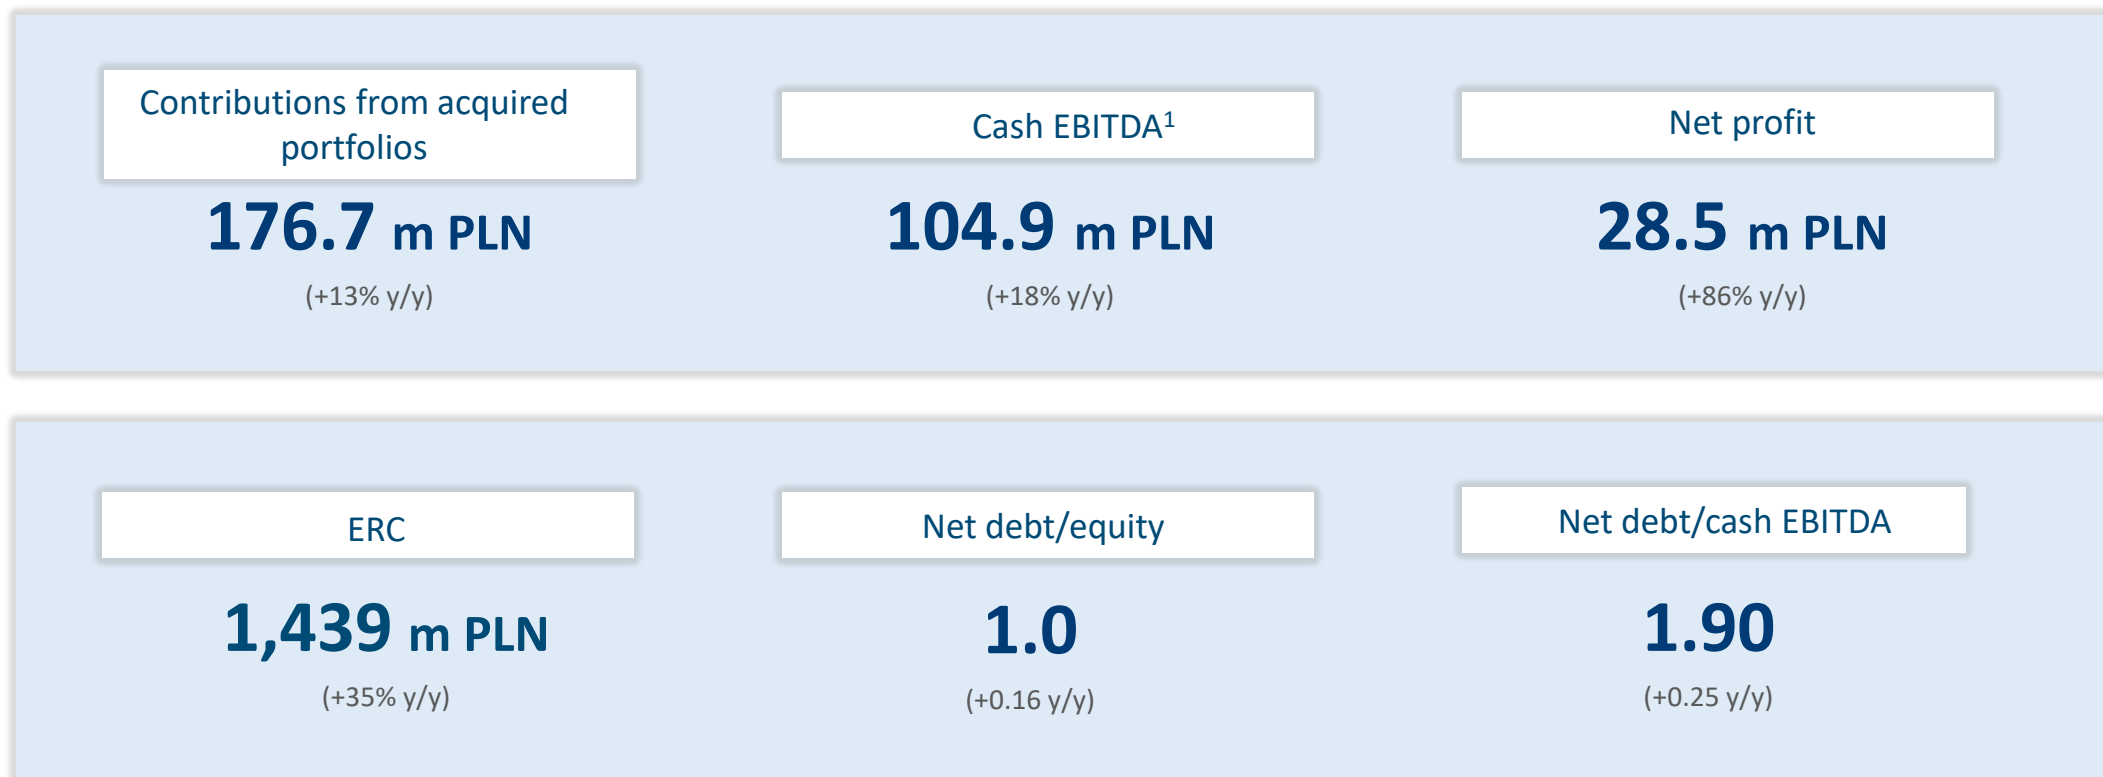 Contributions from acquired
portfolios
176.7 m PLN
(+13% y/y)
Cash EBITDA¹
104.9 m PLN
(+18% y/y)
Net profit
28.5 m PLN
(+86% y/y)
ERC
1,439 m PLN
(+35% y/y)
Net debt/equity
1.0
(+0.16 y/y)
Net debt/cash EBITDA
1.90
(+0.25 y/y)